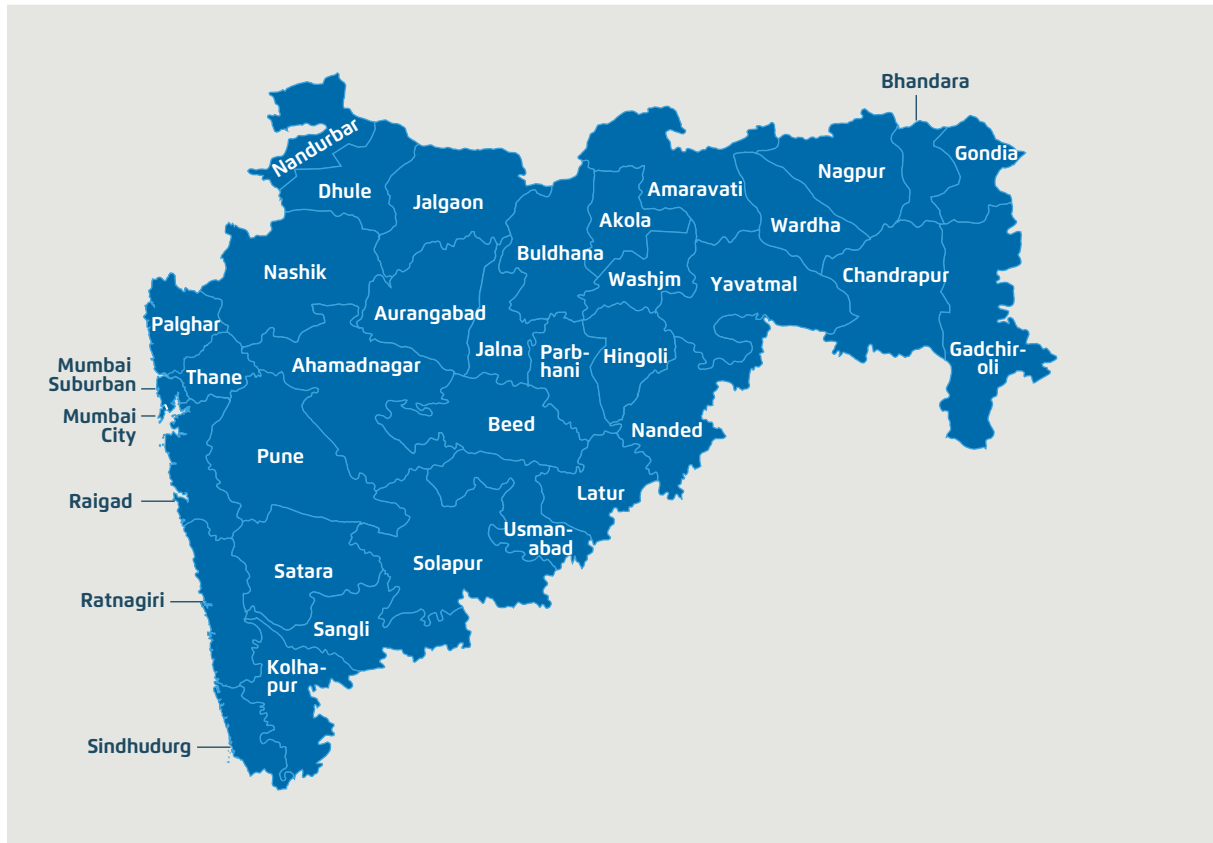 Bhandara
Nandurbar
Gondia
Nagpur
Dhule
Amaravati
Jalgaon
Akola
Wardha
Buldhana
Nashik
Washjm
Chandrapur
Yavatmal
Aurangabad
Palghar
Jalna
Parb-
hani
Hingoli
Gadchir-
oli
Ahamadnagar
Mumbai
Suburban
Thane
Mumbai
City
Beed
Nanded
Pune
Raigad
Latur
Usman-
abad
Solapur
Satara
Ratnagiri
Sangli
Kolha-
pur
Sindhudurg